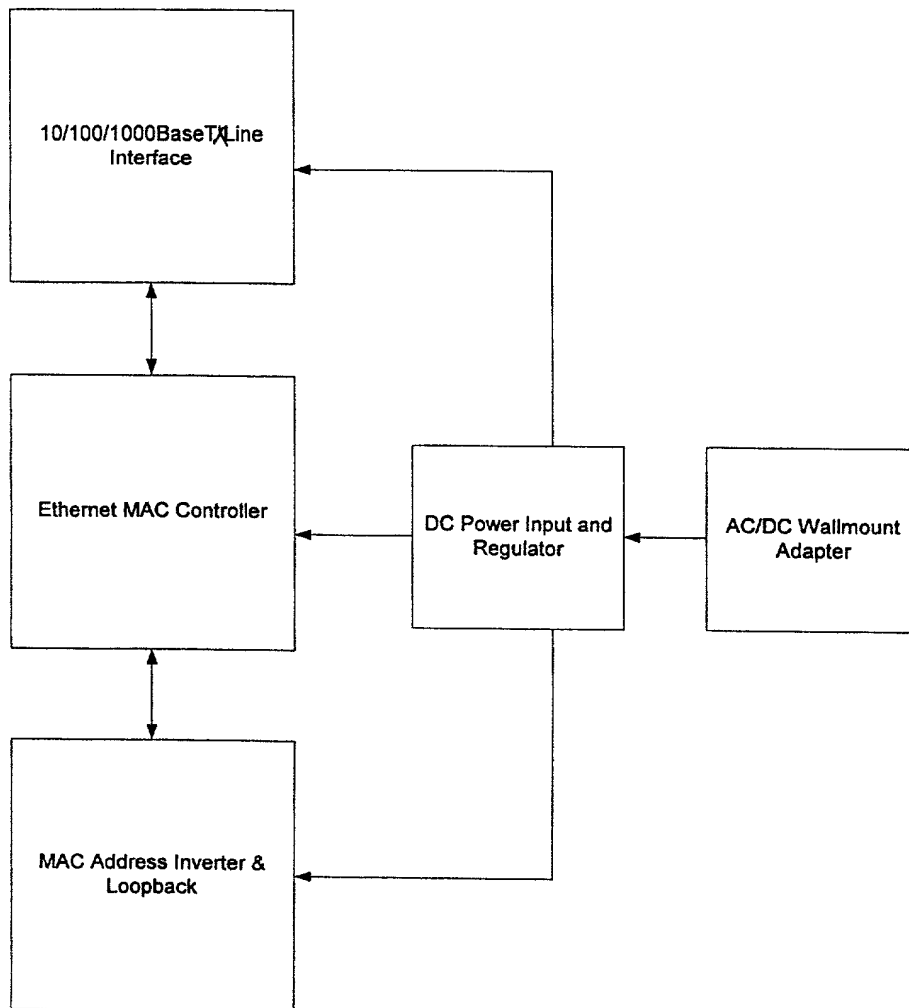 10/100/1000BaseTX Line
Interface
Ethernet MAC Controller
DC Power Input and
Regulator
AC/DC Wallmount
Adapter
MAC Address Inverter &
Loopback